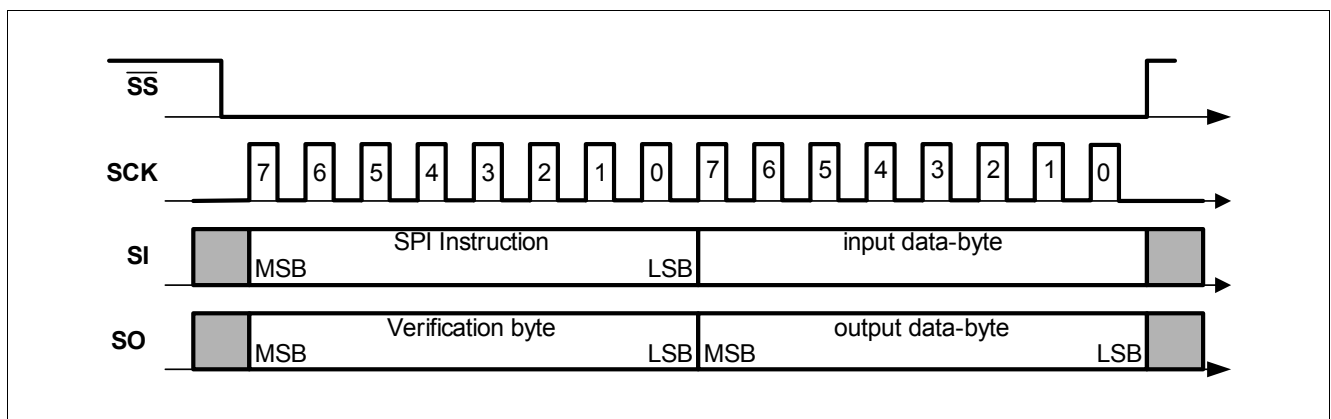 SS
SCK 7 6 5 4 3 2 1 0 7 6 5 4 3 2 1 0
SI SPI Instruction input data-byte
MSB LSB
SO Verification byte output data-byte
MSB LSB MSB LSB